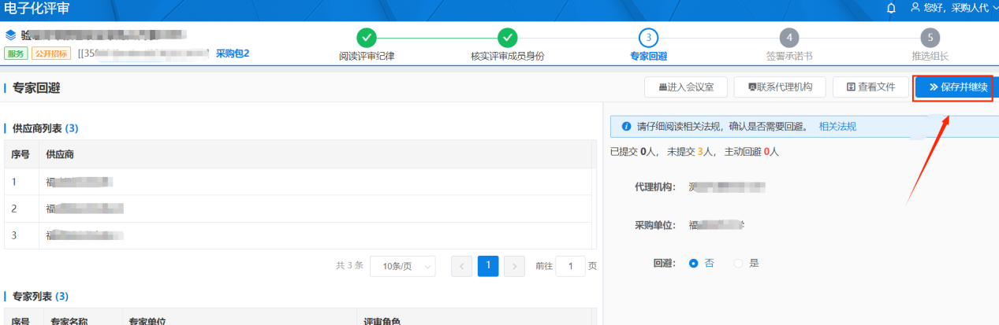 电子化评审
您好，采购人代
验
服务 公开招标 [[35 ] 采购包2
3 4 5
阅读评审纪律 核实评审成员身份 专家回避 签署承诺书 推选组长
专家回避
进入会议室 联系代理机构 查看文件 保存并继续
供应商列表 (3)
序号 供应商
1 福
2 福
3 福
共 3 条 10条/页 1 前往 1 页
专家列表 (3)
序号 专家名称 专家单位 评审角色
请仔细阅读相关法规，确认是否需要回避。 相关法规
已提交 0人， 未提交 3人， 主动回避 0人
代理机构： 测
采购单位： 福
回避： 否 是